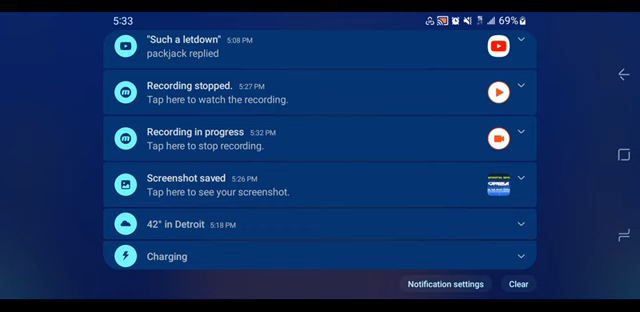 5:33
69%
"Such a letdown" 5:08 PM
packjack replied
Recording stopped. 5:27 PM
Tap here to watch the recording.
Recording in progress 5:32 PM
Tap here to stop recording.
Screenshot saved 5:26 PM
Tap here to see your screenshot.
42° in Detroit 5:18 PM
Charging
Notification settings Clear